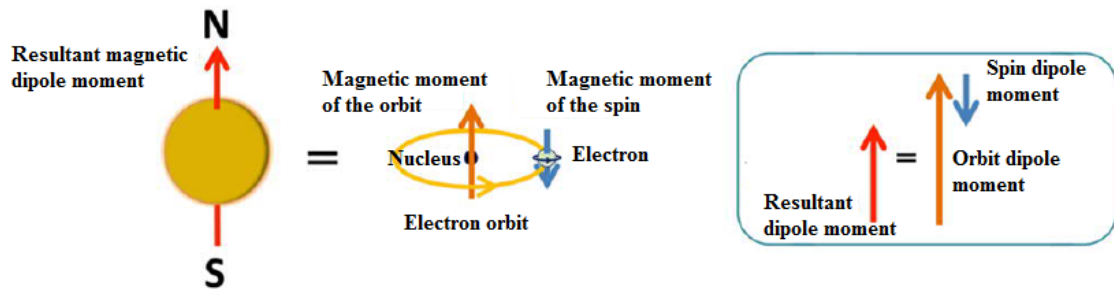 N
Resultant magnetic
dipole moment
S
=
Magnetic moment
of the orbit
Magnetic moment
of the spin
Nucleus
Electron
Electron orbit
Spin dipole
moment
=
Orbit dipole
moment
Resultant
dipole moment